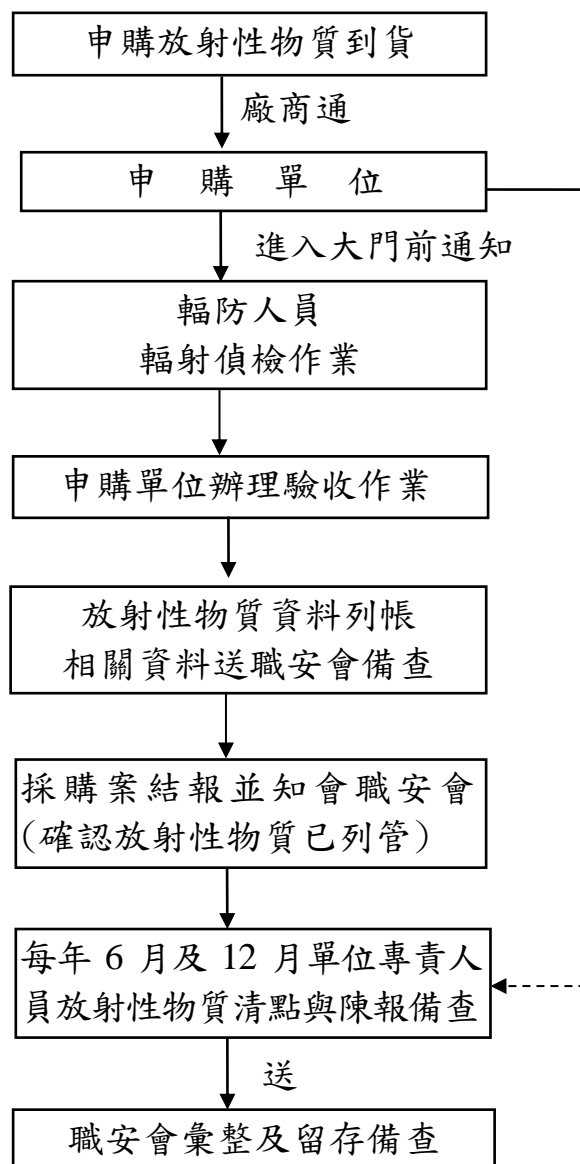 申購放射性物質到貨
廠商通
申購單位
進入大門前通知
輻防人員
輻射偵檢作業
申購單位辦理驗收作業
放射性物質資料列帳
相關資料送職安會備查
採購案結報並知會職安會
(確認放射性物質已列管)
每年 6 月及 12 月單位專責人
員放射性物質清點與陳報備查
送
職安會彙整及留存備查